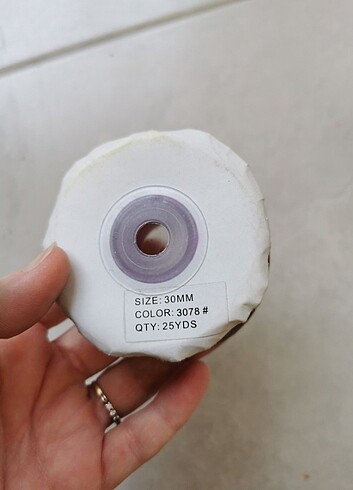 SIZE: 30MM
COLOR: 3078 #
QTY: 25YDS